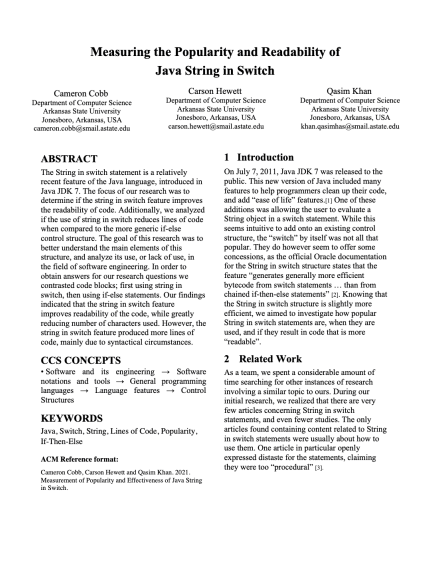 Measuring the Popularity and Readability of
Java String in Switch
Cameron Cobb
Department of Computer Science
Arkansas State University
Jonesboro, Arkansas, USA
cameron.cobb@smail.astate.edu
Carson Hewett
Department of Computer Science
Arkansas State University
Jonesboro, Arkansas, USA
carson.hewett@smail.astate.edu
Qasim Khan
Department of Computer Science
Arkansas State University
Jonesboro, Arkansas, USA
khan.qasimhas@smail.astate.edu
ABSTRACT
The String in Switch is a relatively
recent feature of the Java language, introduced in
Java JDK 7. The focus of our research was to
determine if the string in switch feature improves
the readability of code. Additionally, we analyzed
if the use of string in switch reduces lines of code
when compared to the more generic if-else
control structure. The goal of this research was to
better understand the main elements of this
structure, and analyze its use, or lack of use, in
the field of software engineering. In order to
obtain answers for our research questions we
contrasted code blocks; first using string in
switch, then using if-else statements. Our findings
indicated that the string in switch feature
improves readability of the code, while greatly
reducing number of characters used. However, the
string in switch feature produced more lines of
code, mainly due to syntactical circumstances.
CCS CONCEPTS
• Software and its engineering → Software
notations and tools → General programming
languages → Language features → Control
Structures
KEYWORDS
Java, Switch, String, Lines of Code, Popularity,
If-Then-Else
ACM Reference format:
Cameron Cobb, Carson Hewett and Qasim Khan. 2021.
Measurement of Popularity and Effectiveness of Java String
in Switch.
1 Introduction
On July 7, 2011, Java JDK 7 was released to the
public. This new version of Java included many
features to help programmers clean up their code,
and add “ease of life” features.[1] One of these
additions was allowing the user to evaluate a
String object in a switch statement. While this
seems intuitive to add onto an existing control
structure, the “switch” by itself was not all that
popular. They do however seem to offer some
concessions, as the official Oracle documentation
for the String in switch structure states that the
feature “generates generally more efficient
bytecode from switch statements … than from
chained if-then-else statements” [2]. Knowing that
the String in switch structure is slightly more
efficient, we aimed to investigate how popular
String in switch statements are, when they are
used, and if they result in code that is more
“readable”.
2 Related Work
As a team, we spent a considerable amount of
time searching for other instances of research
involving a similar topic to ours. During our
initial research, we realized that there are very
few articles concerning String in switch
statements, and even fewer studies. The only
articles found containing content related to String
in switch statements were usually about how to
use them. One article in particular openly
expressed distaste for the statements, claiming
they were too “procedural” [3].